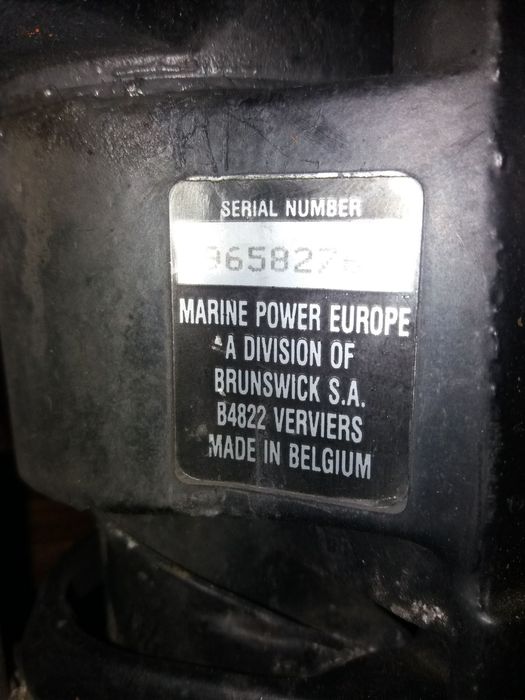 SERIAL NUMBER
MARINE POWER EUROPE
A DIVISION OF
BRUNSWICK S.A.
B4822 VERVIERS
MADE IN BELGIUM